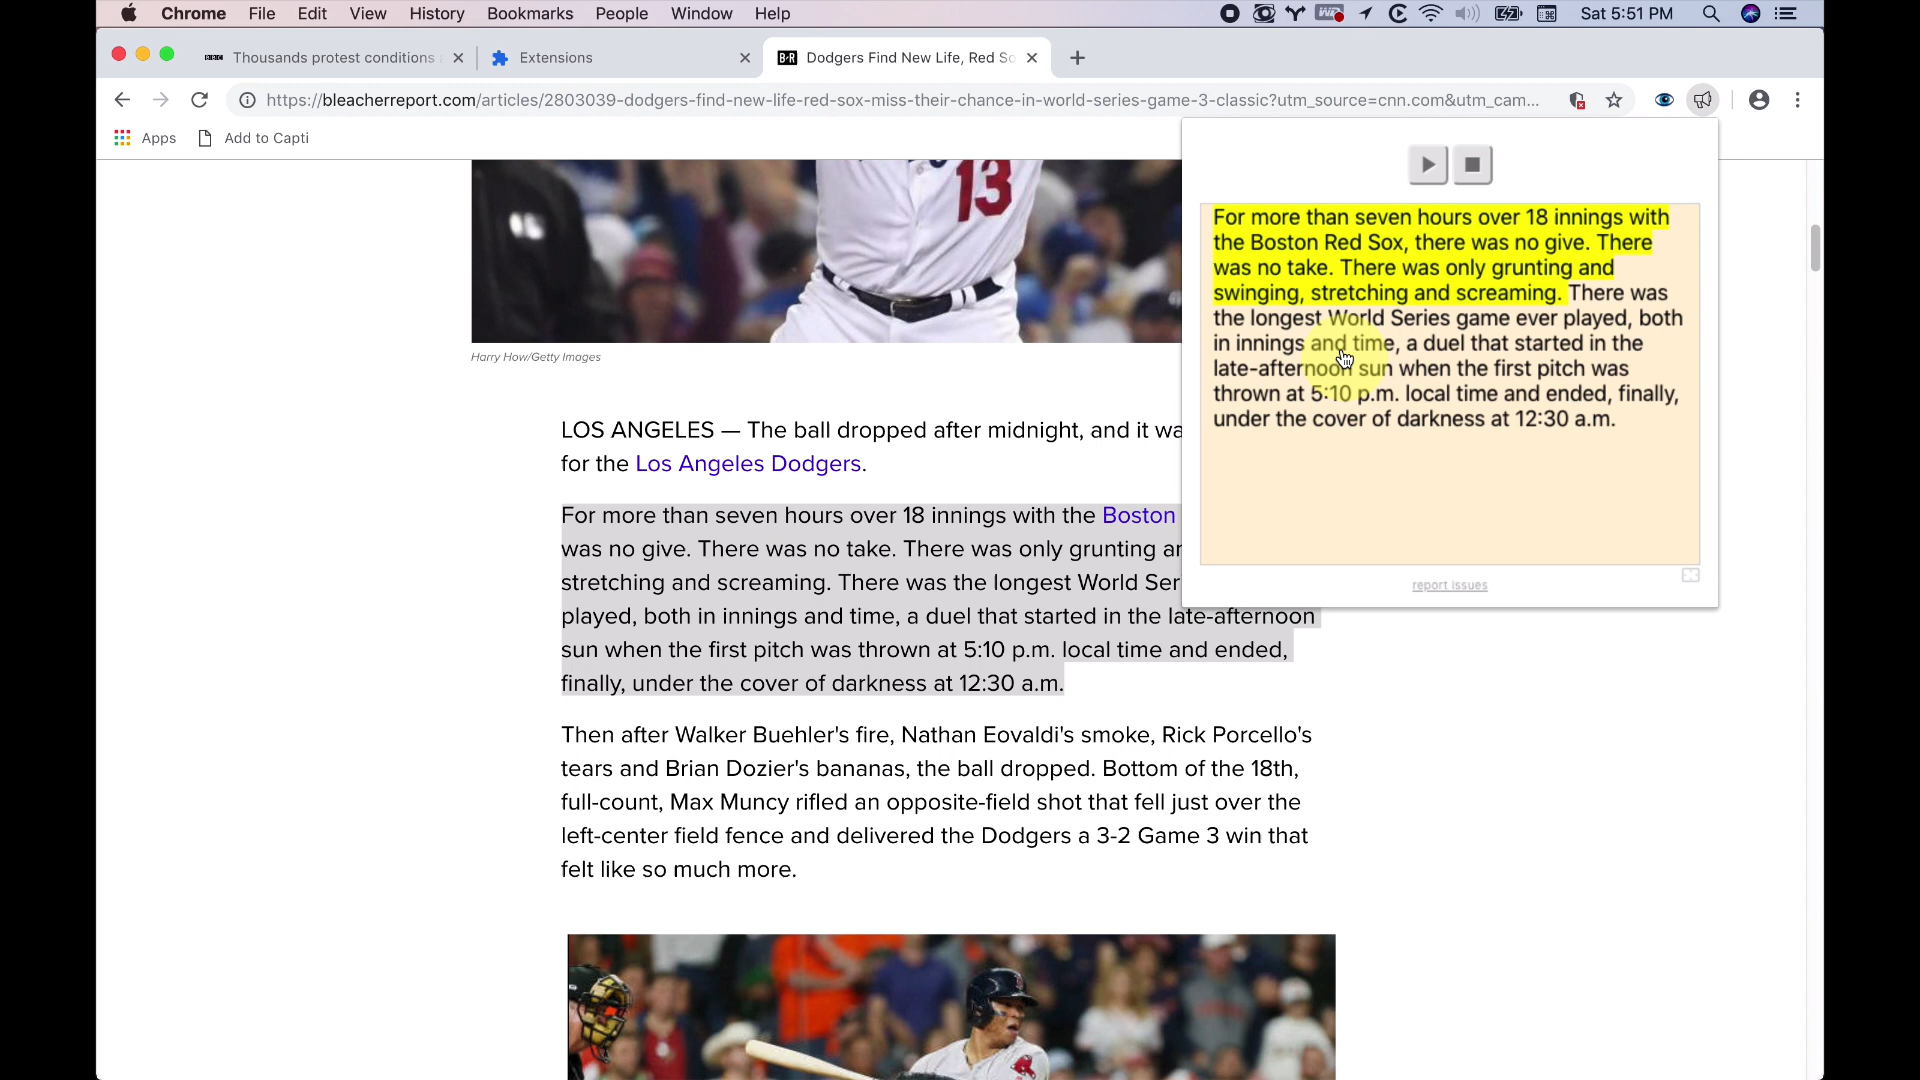 Chrome File Edit View History Bookmarks People Window Help Sat 5:51 PM
BBC Thousands protest conditions
Extensions
B/R Dodgers Find New Life, Red So
https://bleacherreport.com/articles/2803039-dodgers-find-new-life-red-sox-miss-their-chance-in-world-series-game-3-classic?utm_source=cnn.com&utm_cam...
Apps Add to Capti
13
Harry How/Getty Images
LOS ANGELES — The ball dropped after midnight, and it wa
for the Los Angeles Dodgers.
For more than seven hours over 18 innings with the Boston
was no give. There was no take. There was only grunting ar
stretching and screaming. There was the longest World Ser
played, both in innings and time, a duel that started in the late-afternoon
sun when the first pitch was thrown at 5:10 p.m. local time and ended,
finally, under the cover of darkness at 12:30 a.m.
Then after Walker Buehler's fire, Nathan Eovaldi's smoke, Rick Porcello's
tears and Brian Dozier's bananas, the ball dropped. Bottom of the 18th,
full-count, Max Muncy rifled an opposite-field shot that fell just over the
left-center field fence and delivered the Dodgers a 3-2 Game 3 win that
felt like so much more.
For more than seven hours over 18 innings with
the Boston Red Sox, there was no give. There
was no take. There was only grunting and
swinging, stretching and screaming. There was
the longest World Series game ever played, both
in innings and time, a duel that started in the
late-afternoon sun when the first pitch was
thrown at 5:10 p.m. local time and ended, finally,
under the cover of darkness at 12:30 a.m.
report issues